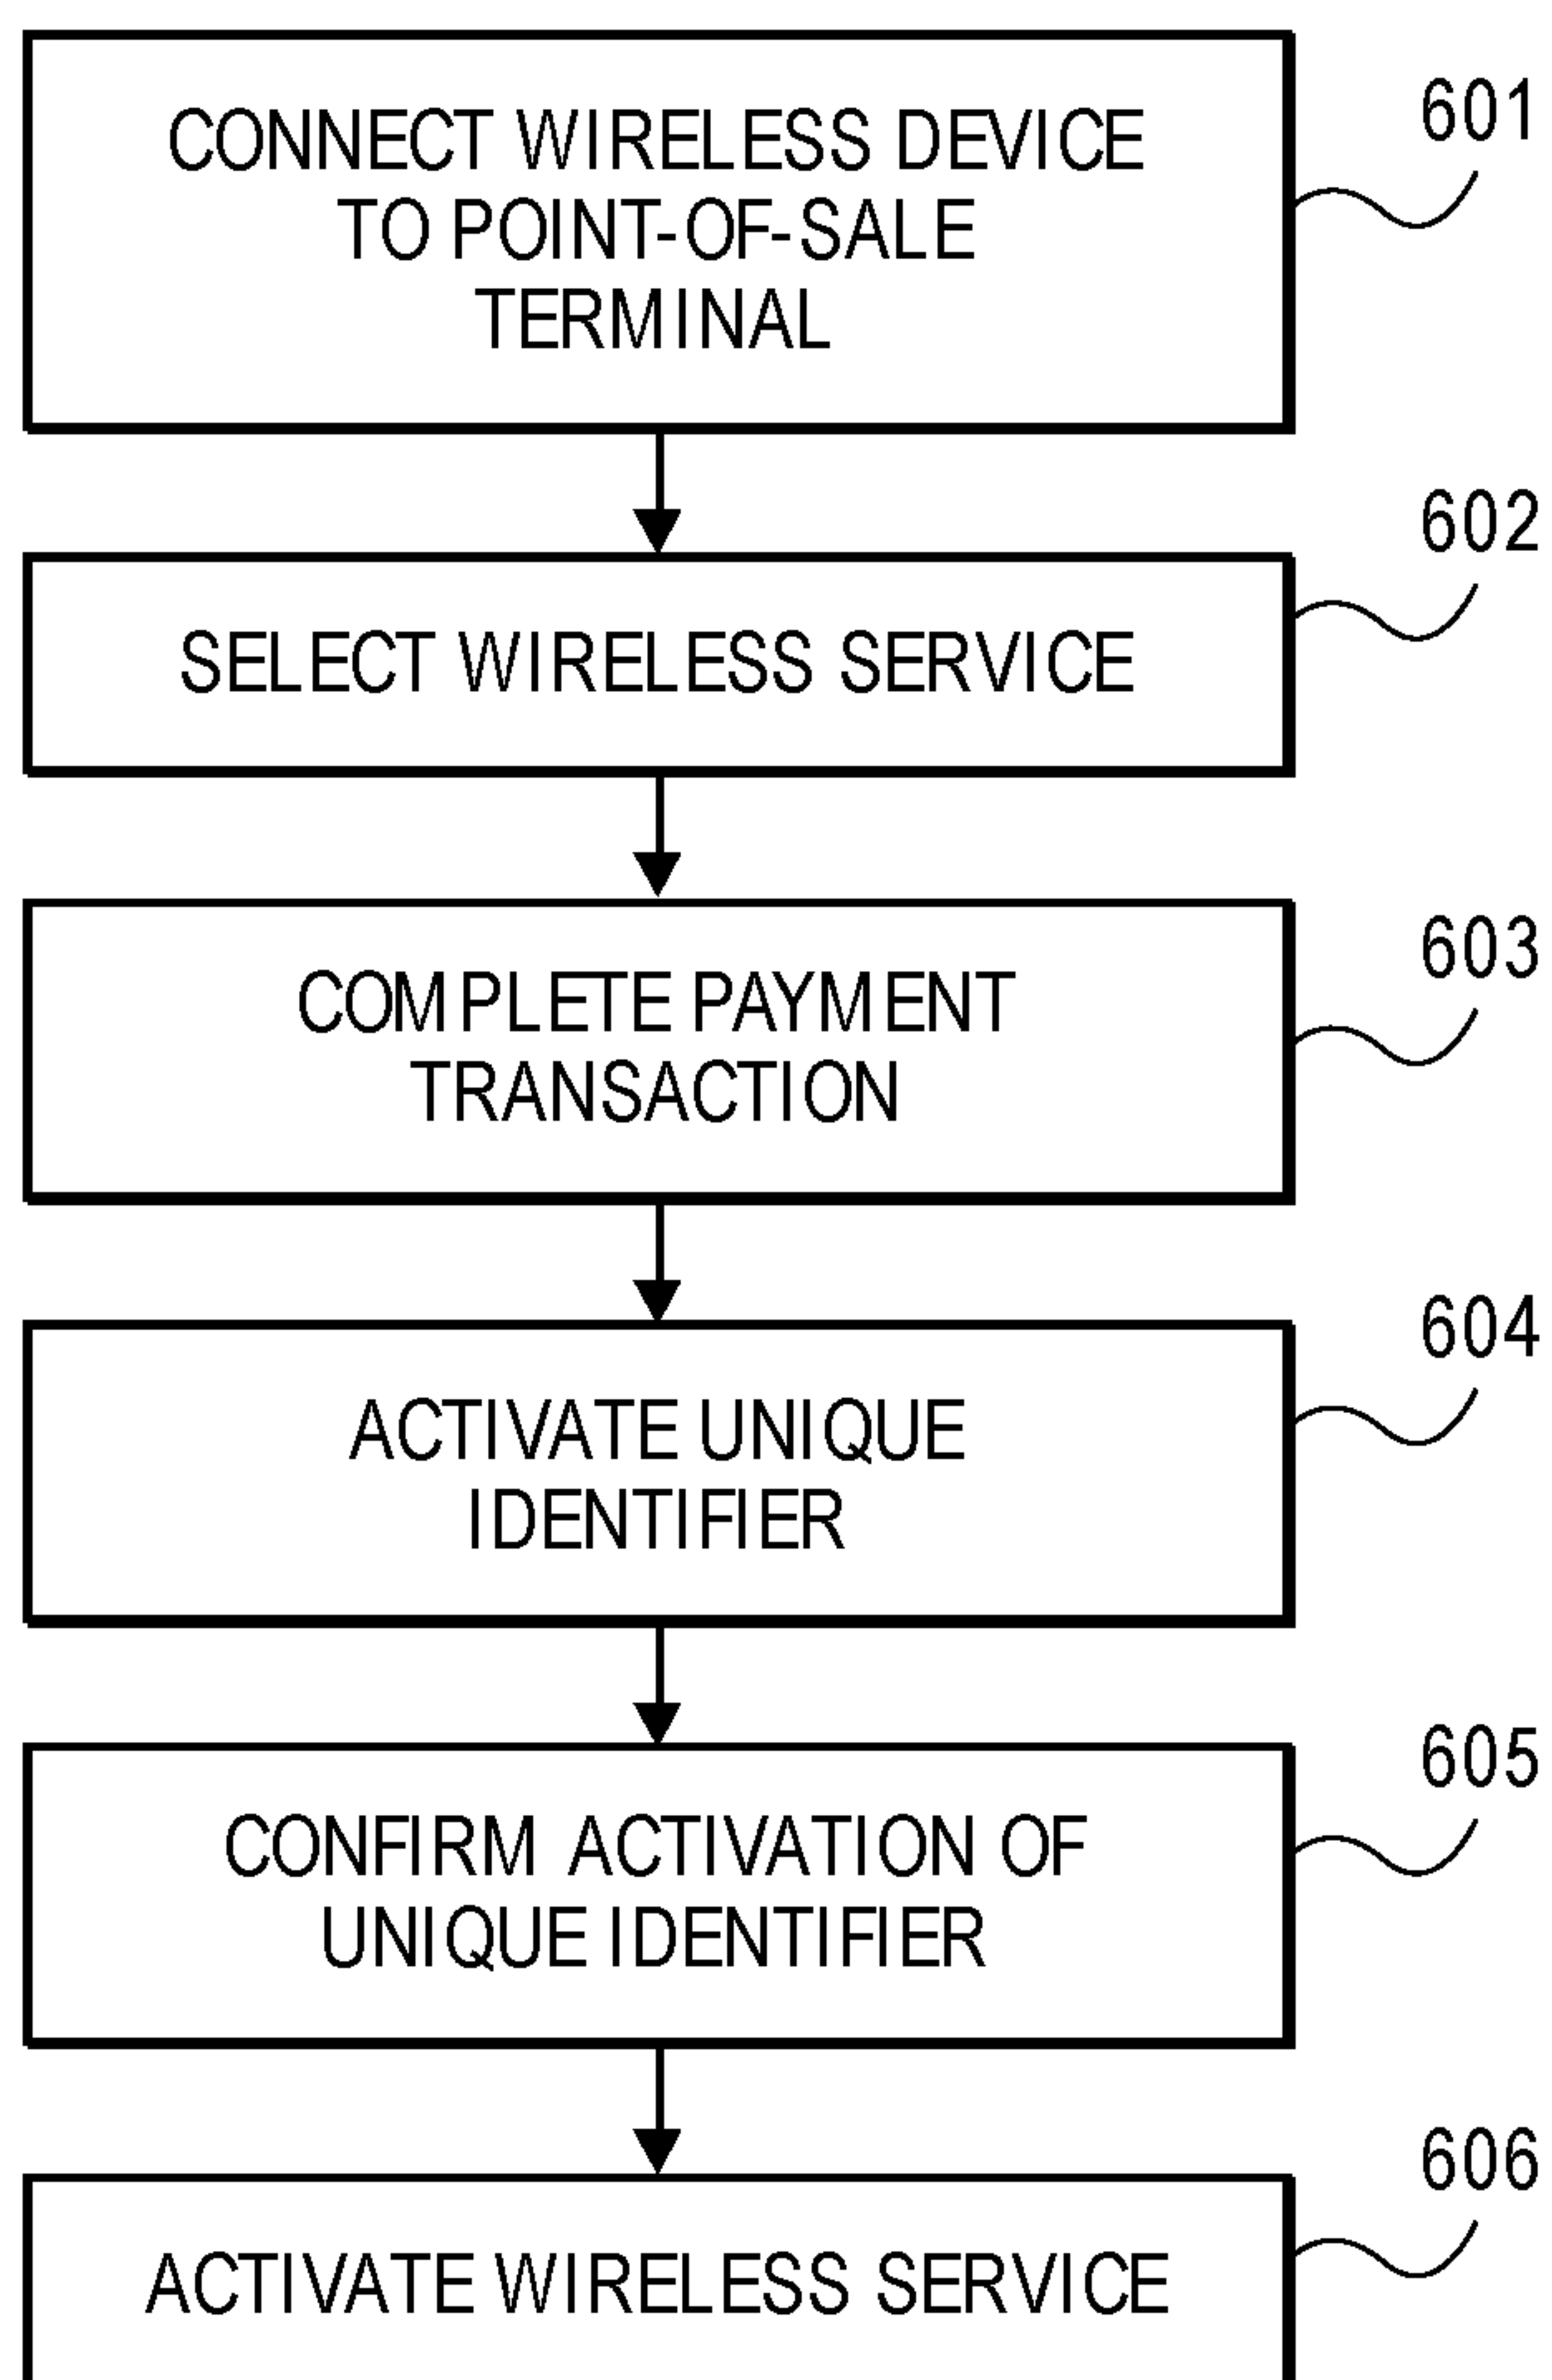 CONNECT WIRELESS DEVICE
TO POINT-OF-SALE
TERMINAL
601
SELECT WIRELESS SERVICE
602
COMPLETE PAYMENT
TRANSACTION
603
ACTIVATE UNIQUE
IDENTIFIER
604
CONFIRM ACTIVATION OF
UNIQUE IDENTIFIER
605
ACTIVATE WIRELESS SERVICE
606